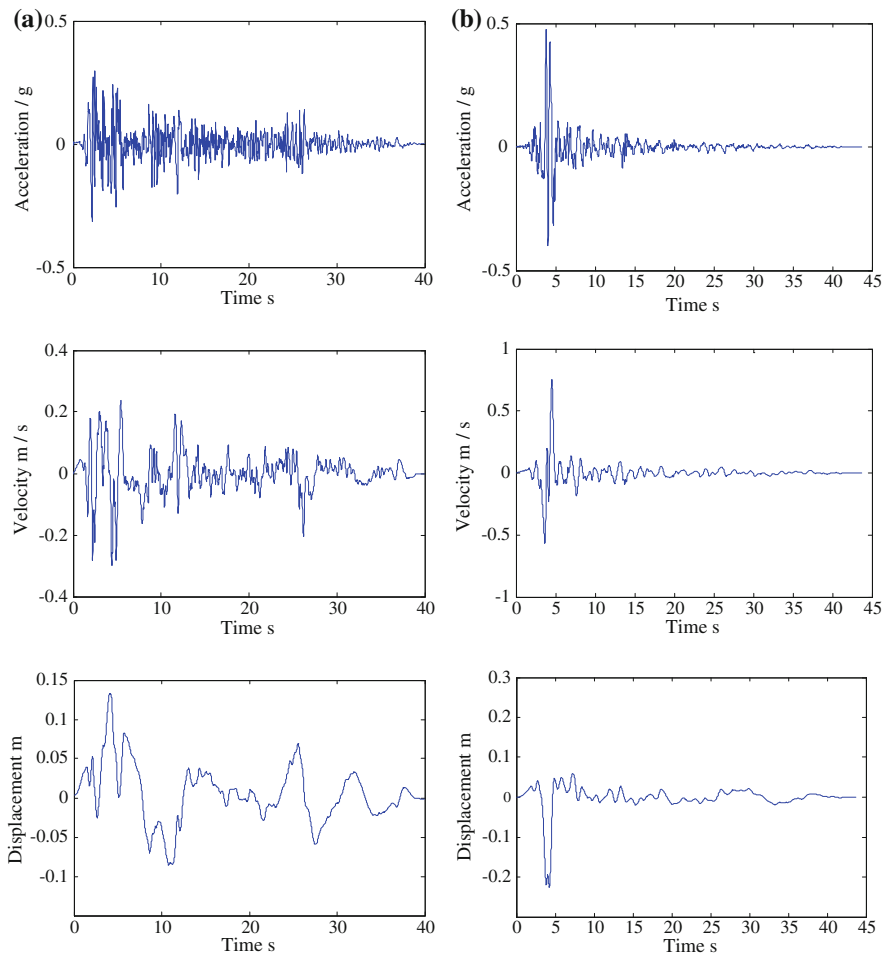 (a)
0.5
0
-0.5
Acceleration / g
0 10 20 30 40
Time s
(b)
0.5
0
-0.5
Acceleration / g
0 5 10 15 20 25 30 35 40 45
Time s
0.4
0.2
0
-0.2
-0.4
Velocity m / s
0 10 20 30 40
Time s
1
0.5
0
-0.5
-1
Velocity m / s
0 5 10 15 20 25 30 35 40 45
Time s
0.15
0.1
0.05
0
-0.05
-0.1
Displacement m
0 10 20 30 40
Time s
0.3
0.2
0.1
0
-0.1
-0.2
Displacement m
0 5 10 15 20 25 30 35 40 45
Time s